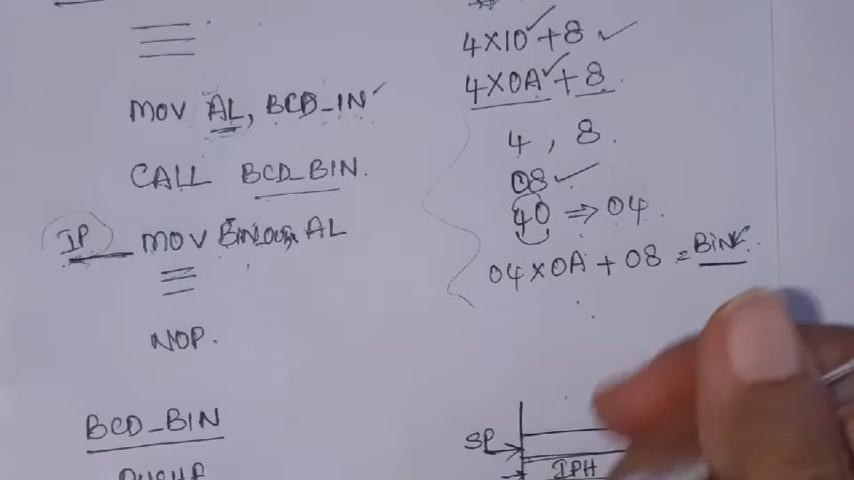 MOV AL, BCD_IN
CALL BCD_BIN.
IP MOV AL
NOP.
BCD_BIN
PUSHF
4X10 + 8
4X0A + 8
4 , 8.
08
40 ⇒ 04.
04X0A + 08 = BIN
SP
IPH